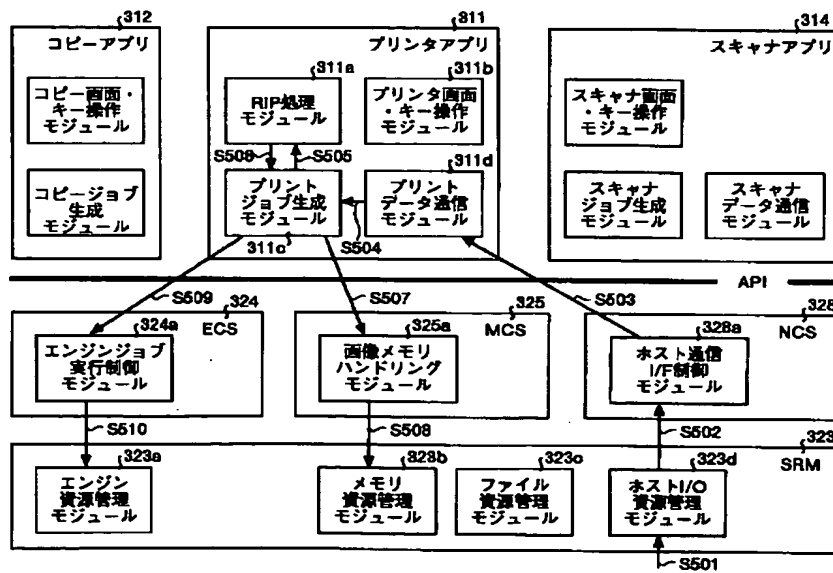 312
コピーアプリ
コピー画面・
キー操作
モジュール
コピージョブ
生成
モジュール
311
プリンタアプリ
311a
RIP処理
モジュール
311b
プリンタ画面
・キー操作
モジュール
S506
S505
311d
プリント
ジョブ生成
モジュール
プリント
データ通信
モジュール
311c
S504
314
スキャナアプリ
スキャナ画面
・キー操作
モジュール
スキャナ
ジョブ生成
モジュール
スキャナ
データ通信
モジュール
API
S509
S507
S503
324
ECS
324a
エンジンジョブ
実行制御
モジュール
325
MCS
325a
画像メモリ
ハンドリング
モジュール
328
NCS
328a
ホスト通信
I/F制御
モジュール
S510
S508
S502
323
SRM
323a
エンジン
資源管理
モジュール
323b
メモリ
資源管理
モジュール
323c
ファイル
資源管理
モジュール
323d
ホストI/O
資源管理
モジュール
S501